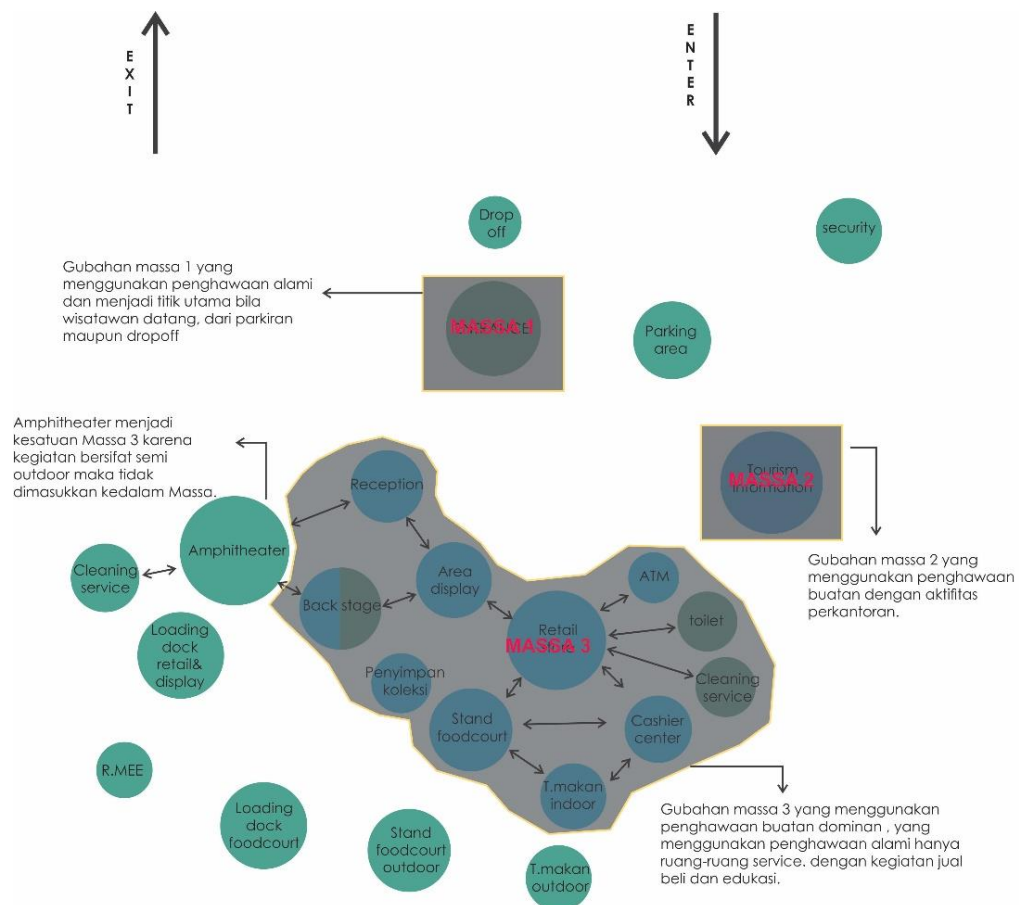 EXIT
ENTER
Drop
off
security
Gubahan massa 1 yang
menggunakan penghawaan alami
dan menjadi titik utama bila
wisatawan datang, dari parkiran
maupun dropoff
MASSA 1
Parking
area
Amphitheater menjadi
kesatuan Massa 3 karena
kegiatan bersifat semi
outdoor maka tidak
dimasukkan kedalam Massa.
Tourism
Information
MASSA 2
Reception
Amphitheater
Cleaning
service
Gubahan massa 2 yang
menggunakan penghawaan
buatan dengan aktifitas
perkantoran.
Area
display
ATM
Back stage
toilet
Retail
MASSA 3
Loading
dock
retail&
display
Penyimpan
koleksi
Cleaning
service
Stand
foodcourt
Cashier
center
R.MEE
T.makan
indoor
Loading
dock
foodcourt
Stand
foodcourt
outdoor
T.makan
outdoor
Gubahan massa 3 yang menggunakan
penghawaan buatan dominan , yang
menggunakan penghawaan alami hanya
ruang-ruang service. dengan kegiatan jual
beli dan edukasi.